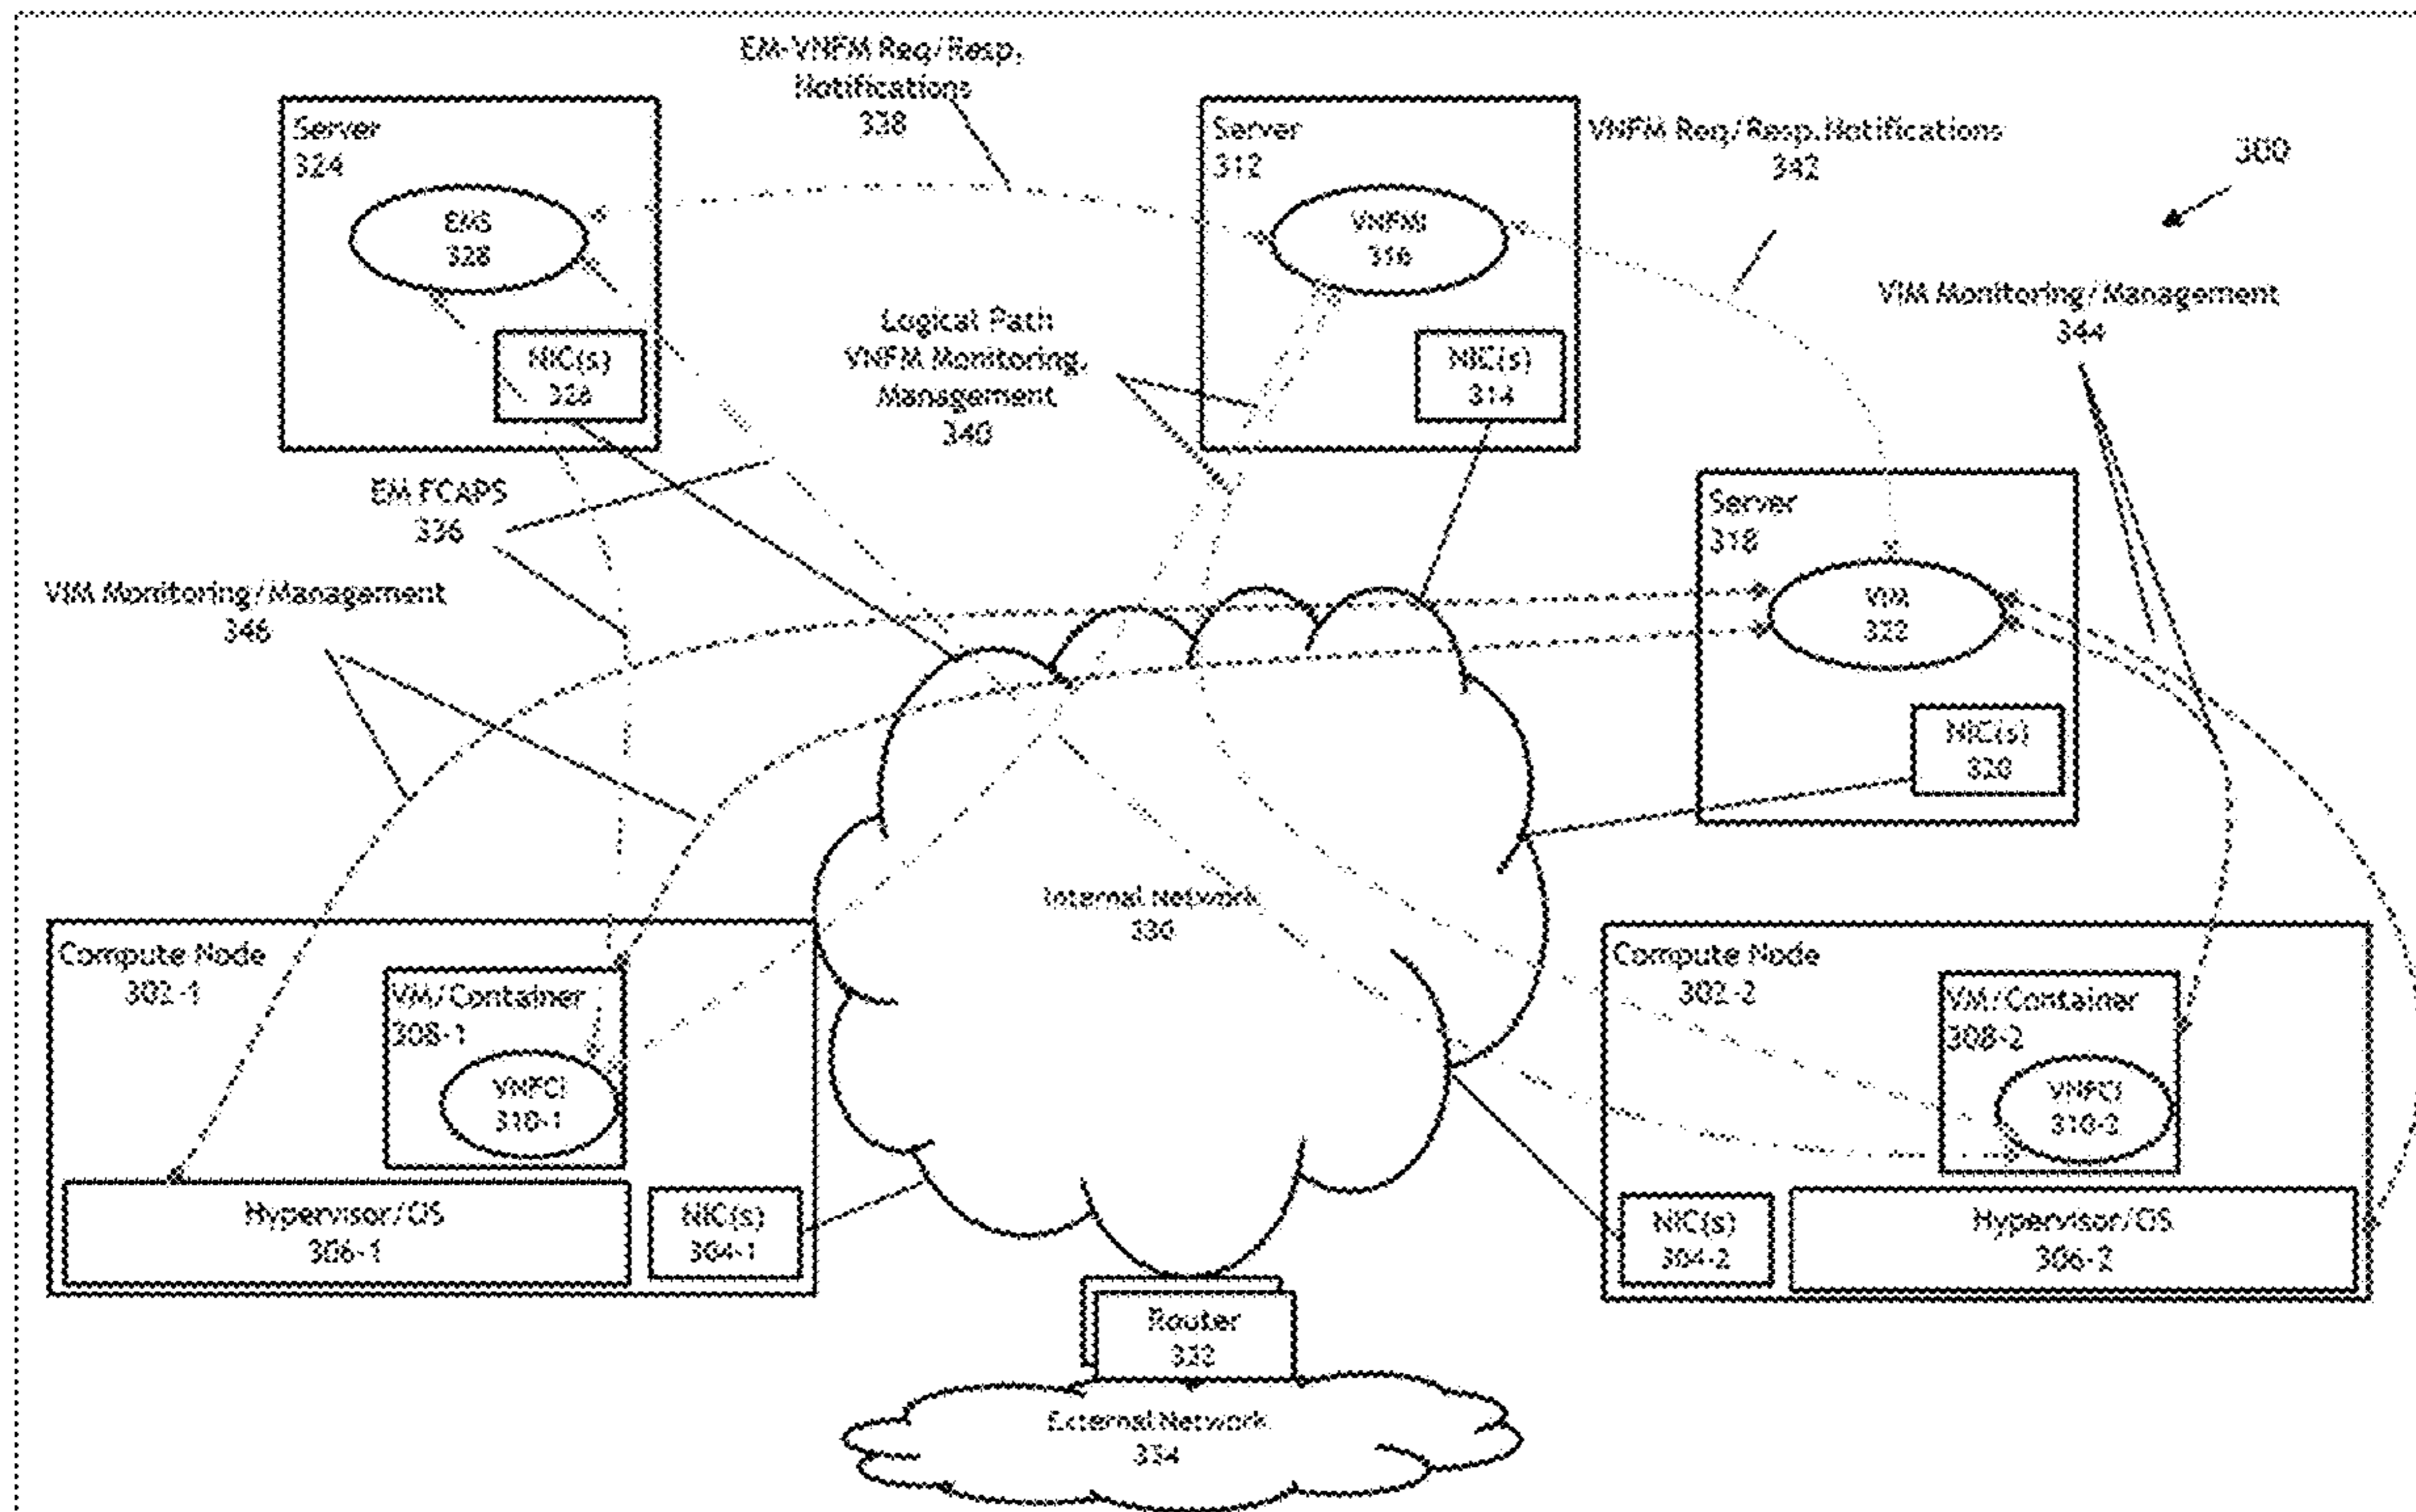 EM-VNFM Req/Resp,
Notifications
338
Server
324
EMS
328
NIC(s)
326
Server
312
VNFM
316
NIC(s)
314
VNFM Req/Resp.Notifications
342
300
VIM Monitoring/Management
344
Logical Path
VNFM Monitoring,
Management
340
EM FCAPS
336
VIM Monitoring/Management
346
Server
318
VIM
322
NIC(s)
320
Internal Network
330
Compute Node
302-1
VM/Container
308-1
VNFCI
310-1
Hypervisor/OS
306-1
NIC(s)
304-1
Compute Node
302-2
VM/Container
308-2
VNFCI
310-2
NIC(s)
304-2
Hypervisor/OS
306-2
Router
332
External Network
334